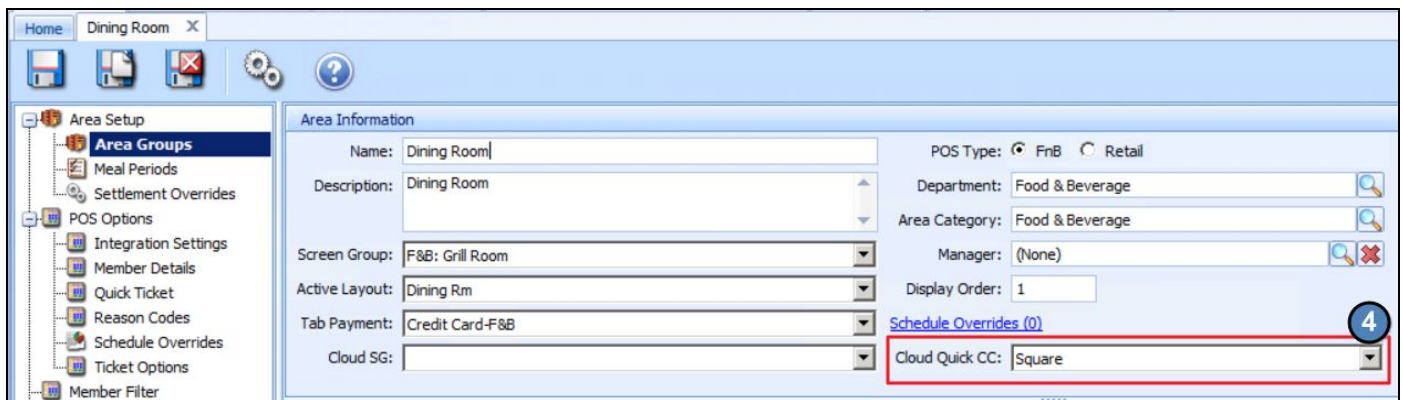 Home
Dining Room X
?
Area Setup
Area Groups
Meal Periods
Settlement Overrides
POS Options
Integration Settings
Member Details
Quick Ticket
Reason Codes
Schedule Overrides
Ticket Options
Member Filter
Area Information
Name: Dining Room
Description: Dining Room
Screen Group: F&B: Grill Room
Active Layout: Dining Rm
Tab Payment: Credit Card-F&B
Cloud SG:
POS Type: FnB Retail
Department: Food & Beverage
Area Category: Food & Beverage
Manager: (None)
Display Order: 1
Schedule Overrides (0)
4
Cloud Quick CC: Square